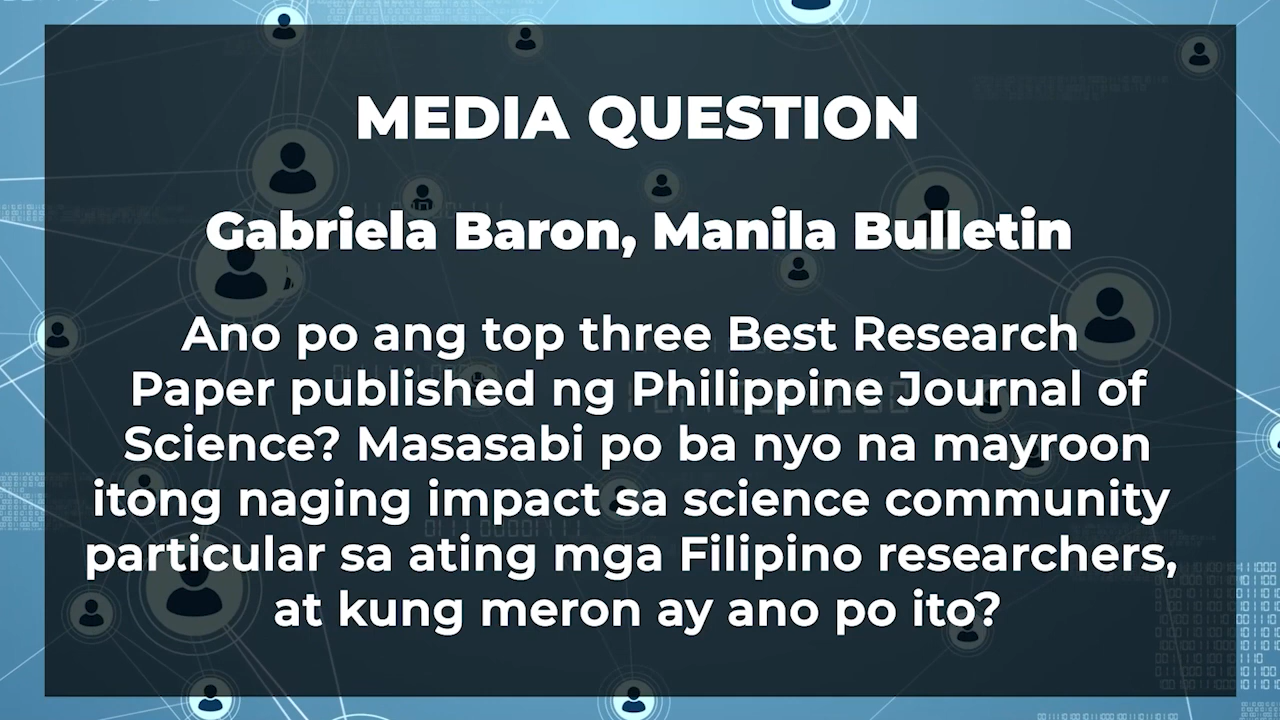 MEDIA QUESTION
Gabriela Baron, Manila Bulletin
Ano po ang top three Best Research
Paper published ng Philippine Journal of
Science? Masasabi po ba nyo na mayroon
itong naging impact sa science community
particular sa ating mga Filipino researchers,
at kung meron ay ano po ito?